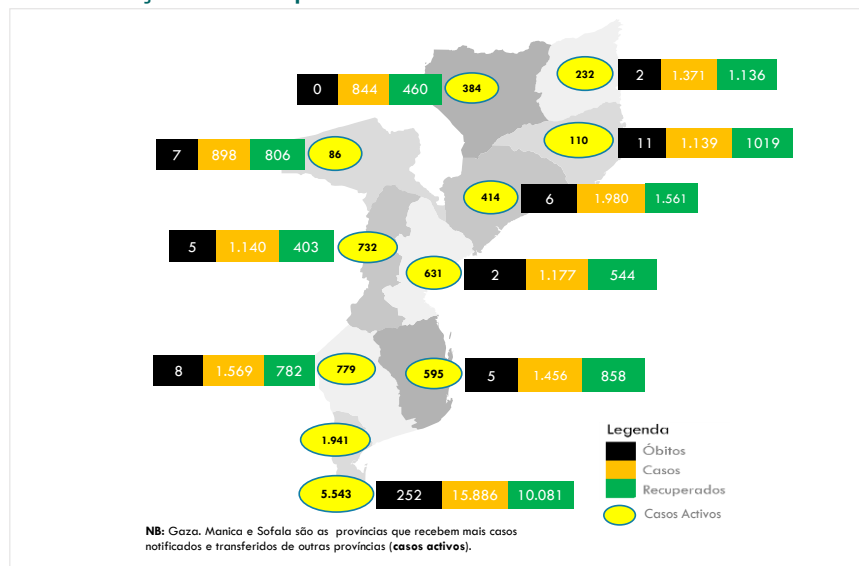 232 2 1.371 1.136
0 844 460 384
110 11 1.139 1019
7 898 806 86
414 6 1.980 1.561
5 1.140 403 732
631 2 1.177 544
8 1.569 782 779
595 5 1.456 858
Legenda
1.941
Óbitos
Casos
Recuperados
5.543 252 15.886 10.081
Casos Activos
NB: Gaza. Manica e Sofala são as províncias que recebem mais casos
notificados e transferidos de outras províncias (casos activos).